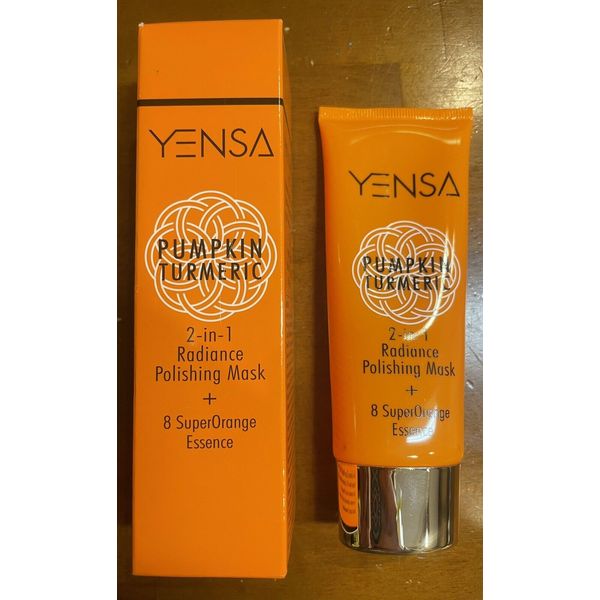 YENSA
PUMPKIN
TURMERIC
2-in-1
Radiance
Polishing Mask
+
8 SuperOrange
Essence
YENSA
PUMPKIN
TURMERIC
2-in-1
Radiance
Polishing Mask
+
8 SuperOrange
Essence